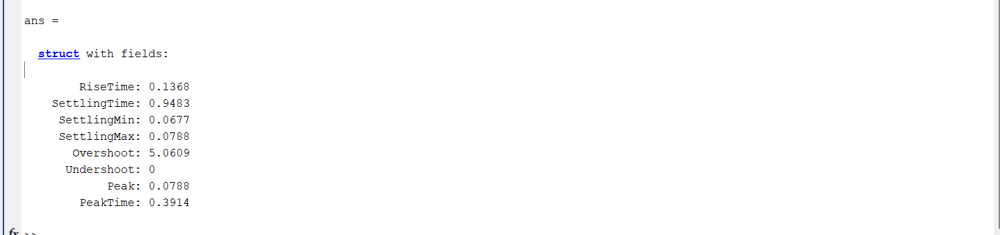 ans =
struct with fields:
RiseTime: 0.1368
SettlingTime: 0.9483
SettlingMin: 0.0677
SettlingMax: 0.0788
Overshoot: 5.0609
Undershoot: 0
Peak: 0.0788
PeakTime: 0.3914
fx >>